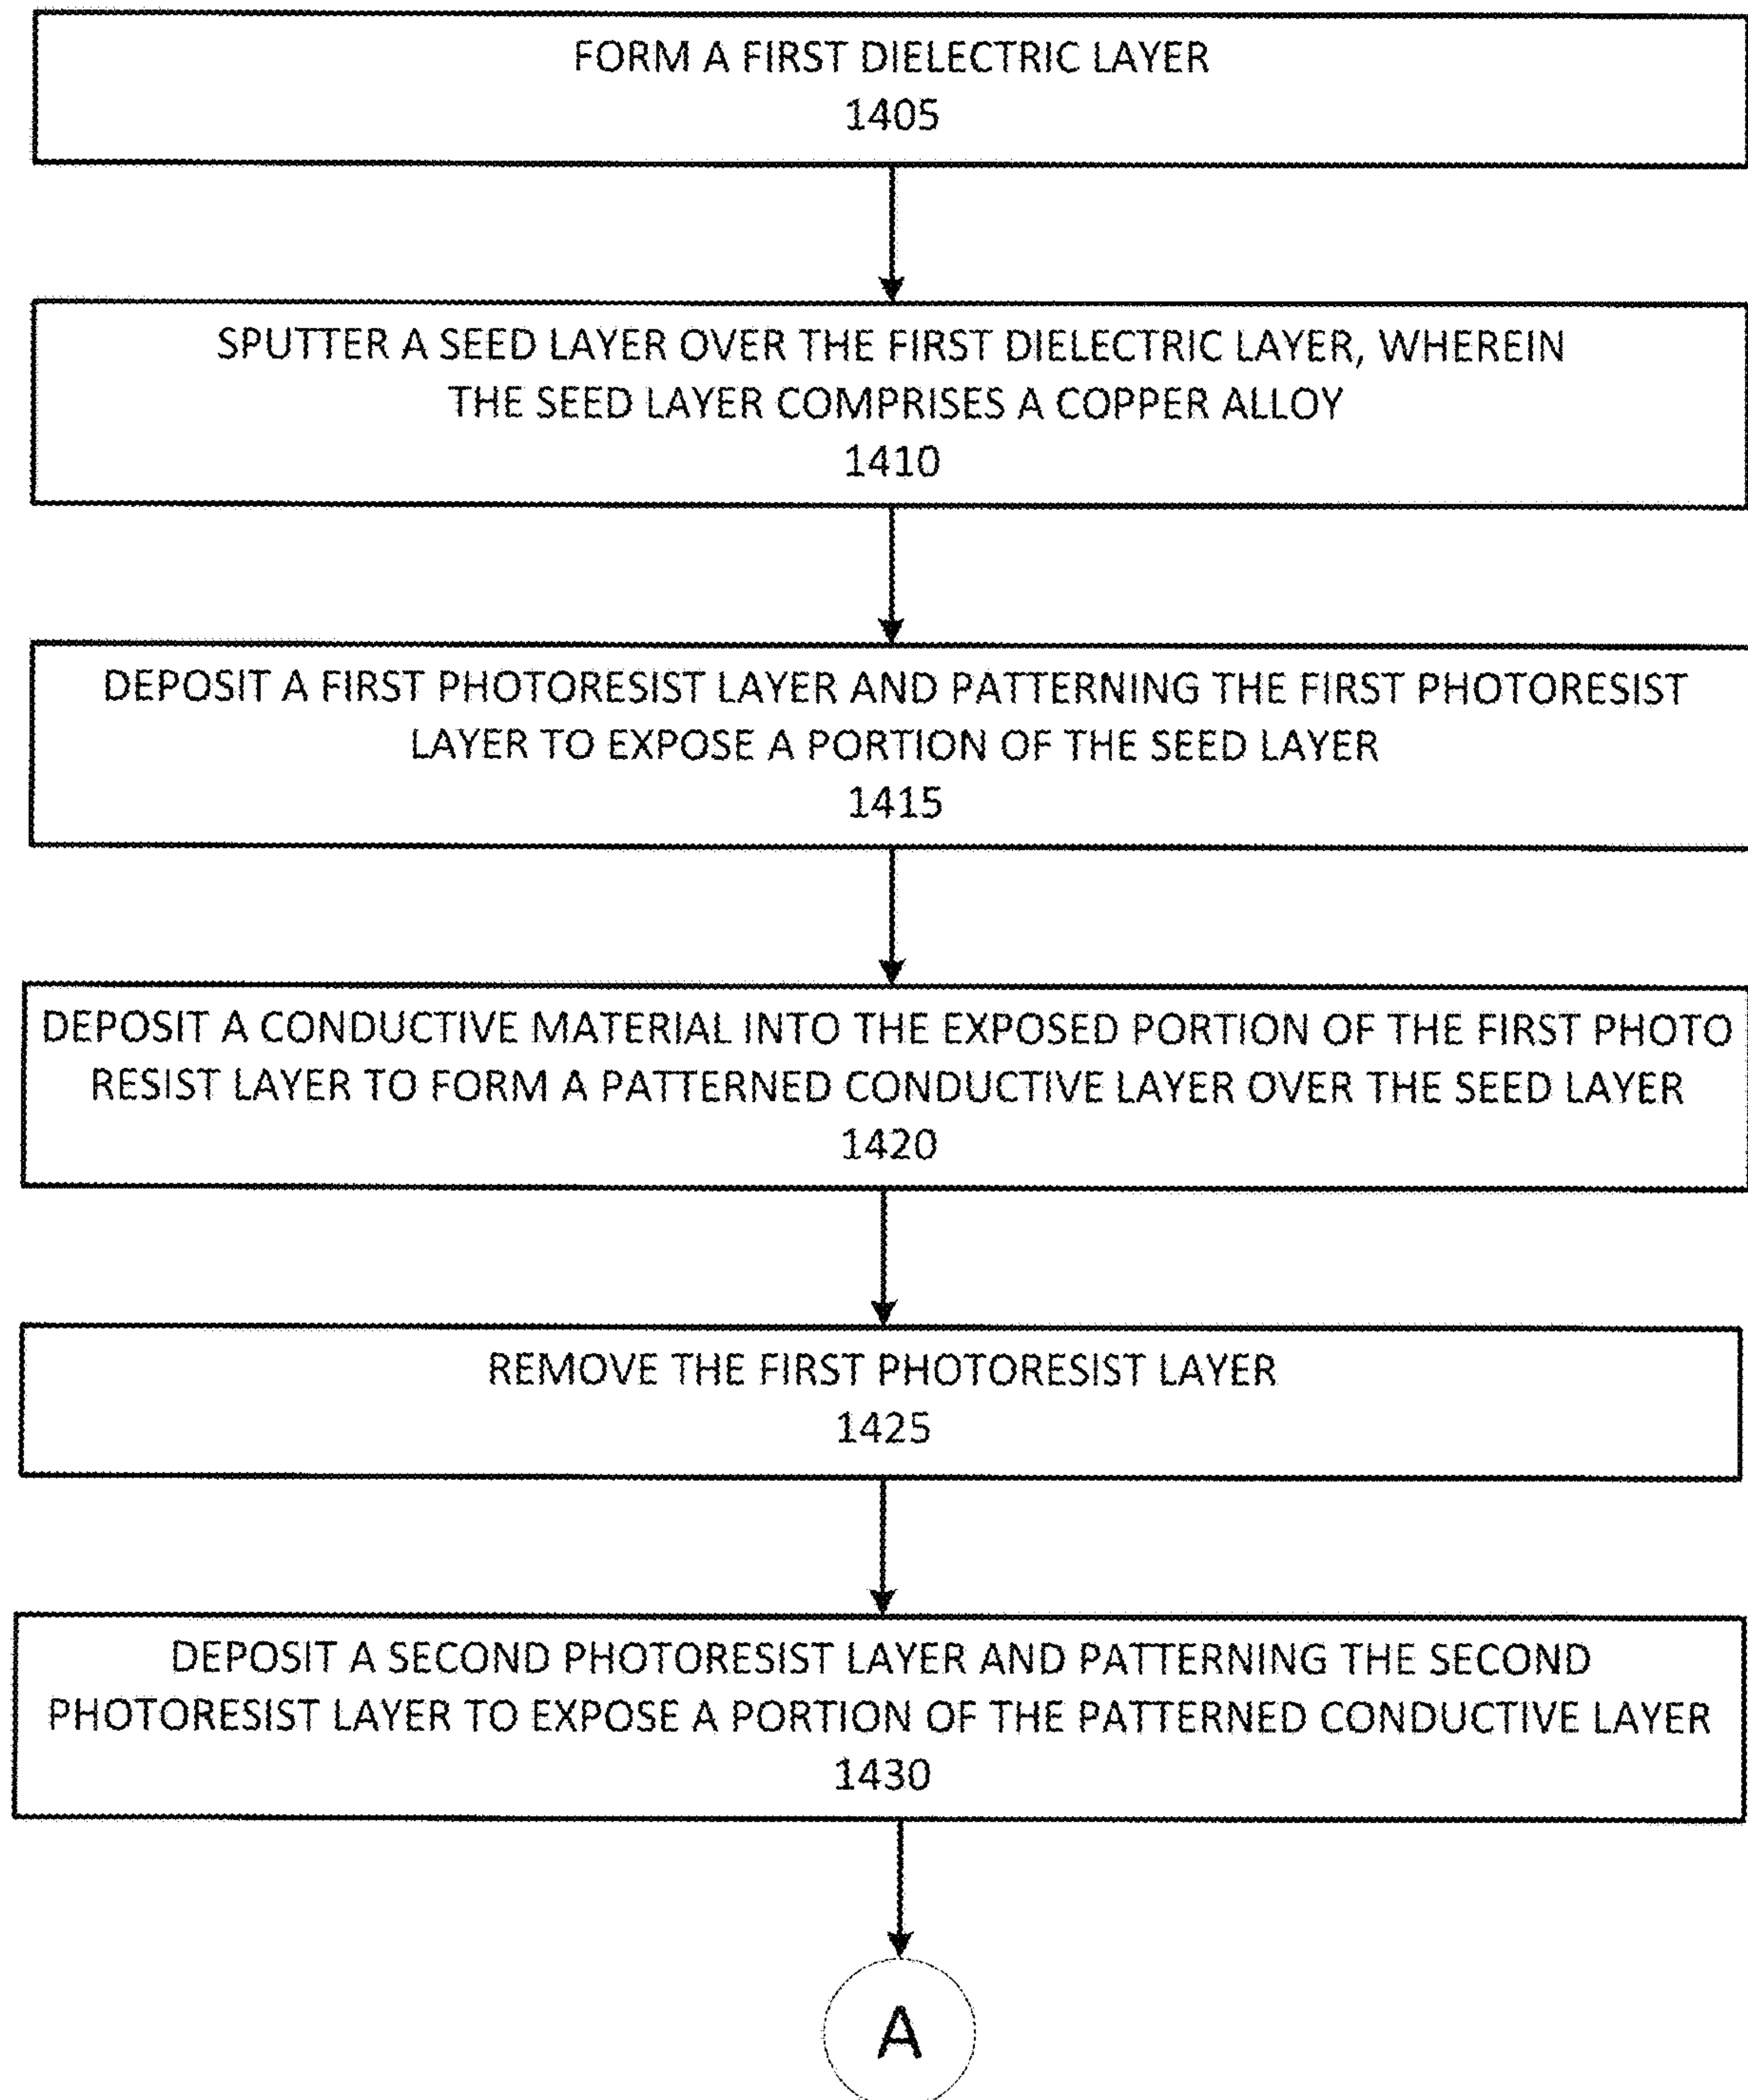 FORM A FIRST DIELECTRIC LAYER
1405
SPUTTER A SEED LAYER OVER THE FIRST DIELECTRIC LAYER, WHEREIN
THE SEED LAYER COMPRISES A COPPER ALLOY
1410
DEPOSIT A FIRST PHOTORESIST LAYER AND PATTERNING THE FIRST PHOTORESIST
LAYER TO EXPOSE A PORTION OF THE SEED LAYER
1415
DEPOSIT A CONDUCTIVE MATERIAL INTO THE EXPOSED PORTION OF THE FIRST PHOTO
RESIST LAYER TO FORM A PATTERNED CONDUCTIVE LAYER OVER THE SEED LAYER
1420
REMOVE THE FIRST PHOTORESIST LAYER
1425
DEPOSIT A SECOND PHOTORESIST LAYER AND PATTERNING THE SECOND
PHOTORESIST LAYER TO EXPOSE A PORTION OF THE PATTERNED CONDUCTIVE LAYER
1430
A